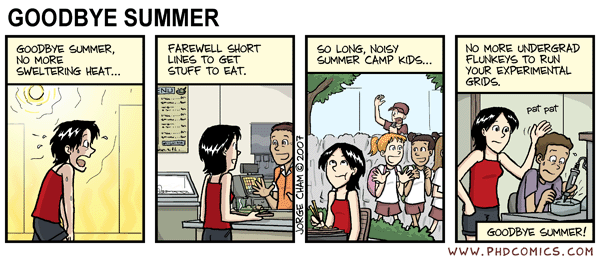 GOODBYE SUMMER
GOODBYE SUMMER,
NO MORE
SWELTERING HEAT...
FAREWELL SHORT
LINES TO GET
STUFF TO EAT.
MENU
SO LONG, NOISY
SUMMER CAMP KIDS...
JORGE CHAM © 2007
NO MORE UNDERGRAD
FLUNKEYS TO RUN
YOUR EXPERIMENTAL
GRIDS.
pat pat
GOODBYE SUMMER!
WWW.PHDCOMICS.COM